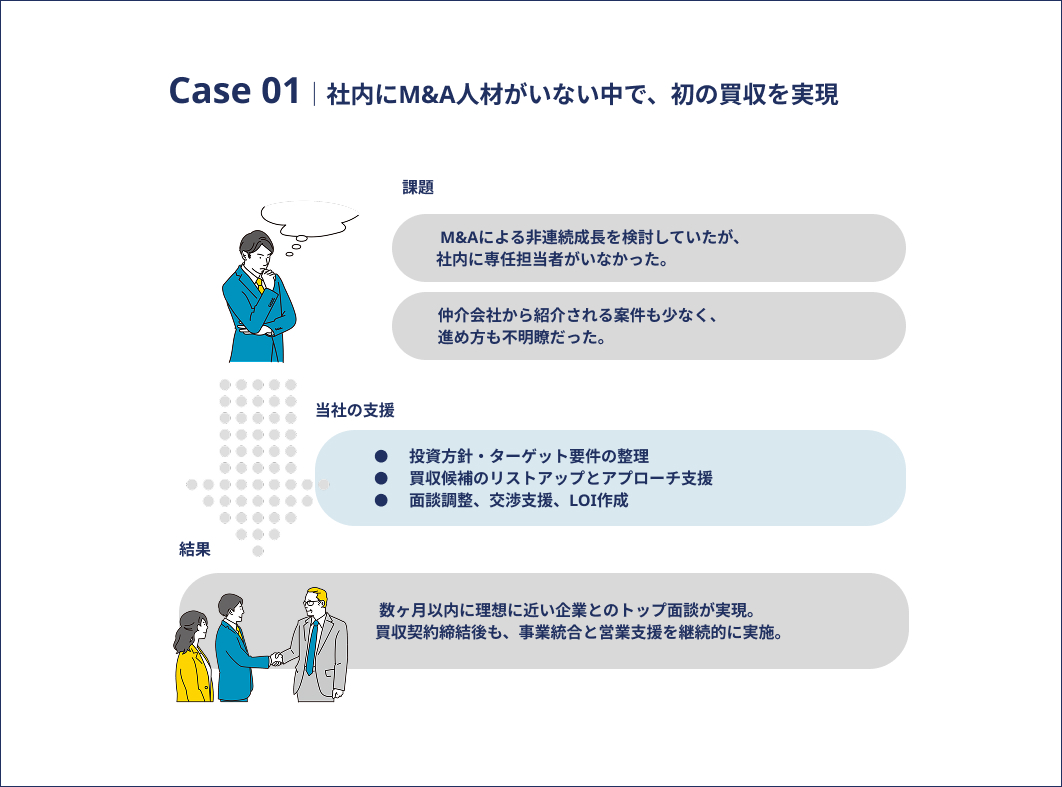 Case 01｜社内にM&A人材がいない中で、初の買収を実現
課題
M&Aによる非連続成長を検討していたが、
社内に専任担当者がいなかった。
仲介会社から紹介される案件も少なく、
進め方も不明瞭だった。
当社の支援
● 投資方針・ターゲット要件の整理
● 買収候補のリストアップとアプローチ支援
● 面談調整、交渉支援、LOI作成
結果
数ヶ月以内に理想に近い企業とのトップ面談が実現。
買収契約締結後も、事業統合と営業支援を継続的に実施。